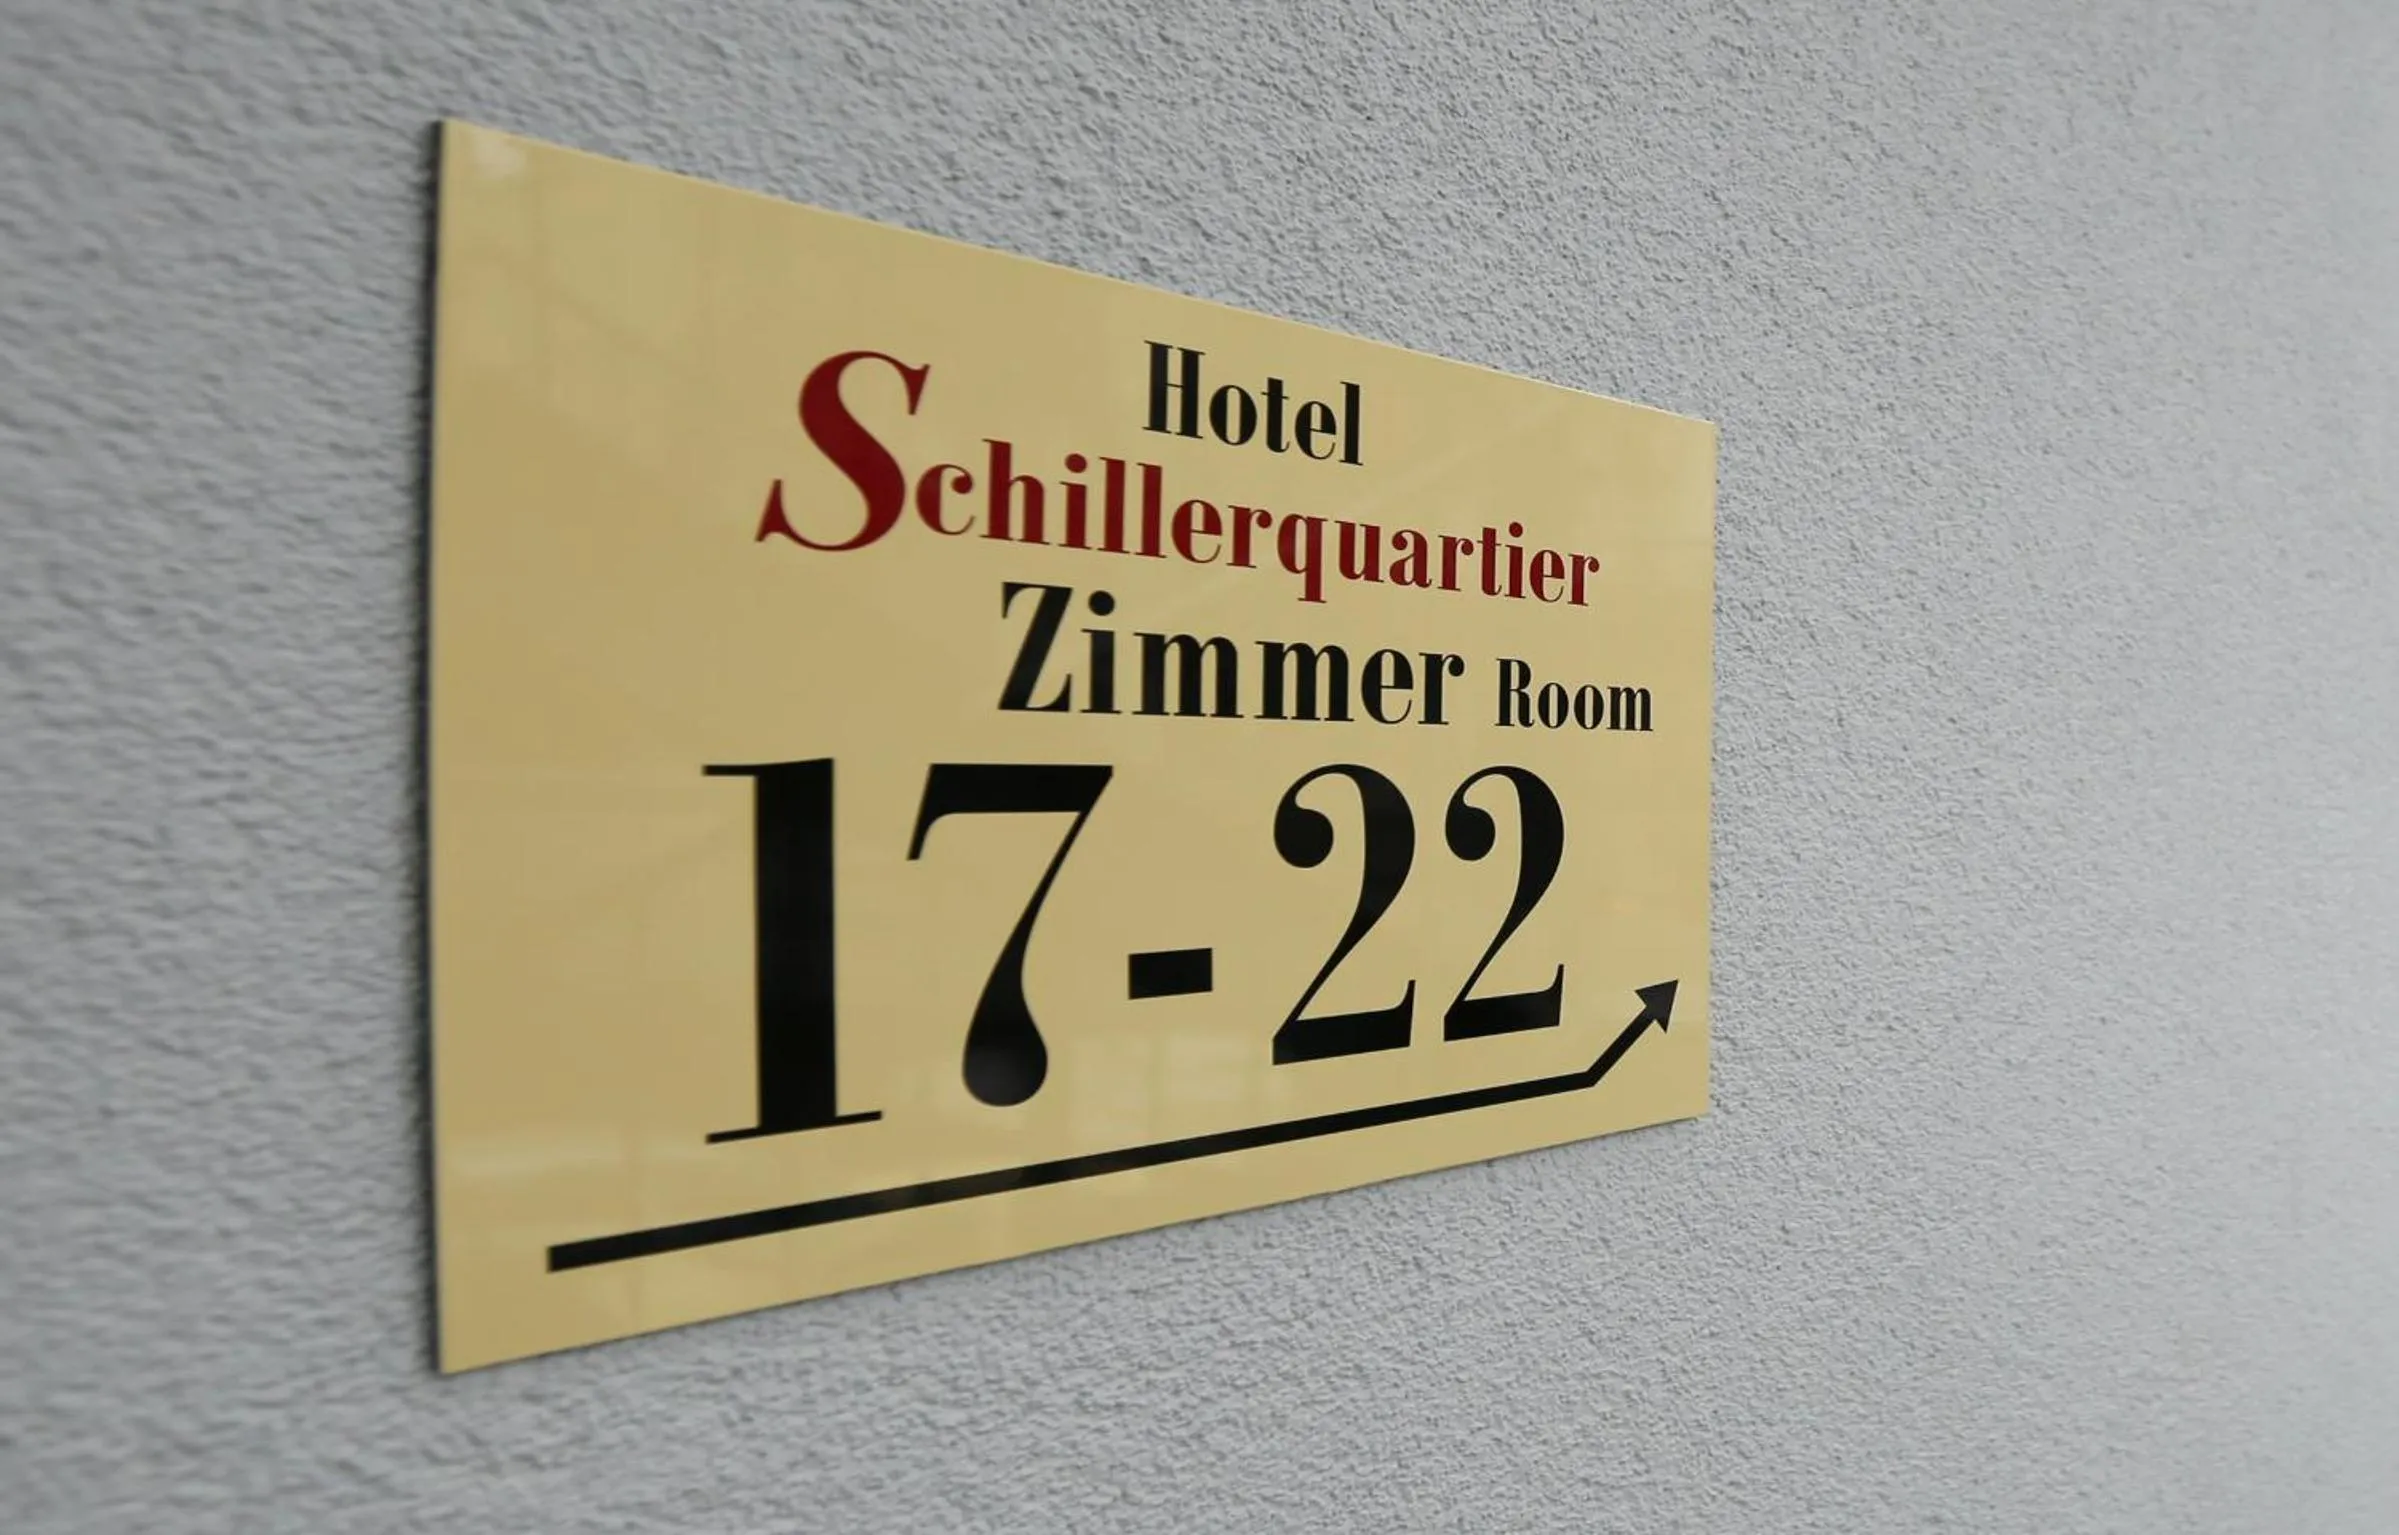 Hotel
Schillerquartier
Zimmer Room
17-22